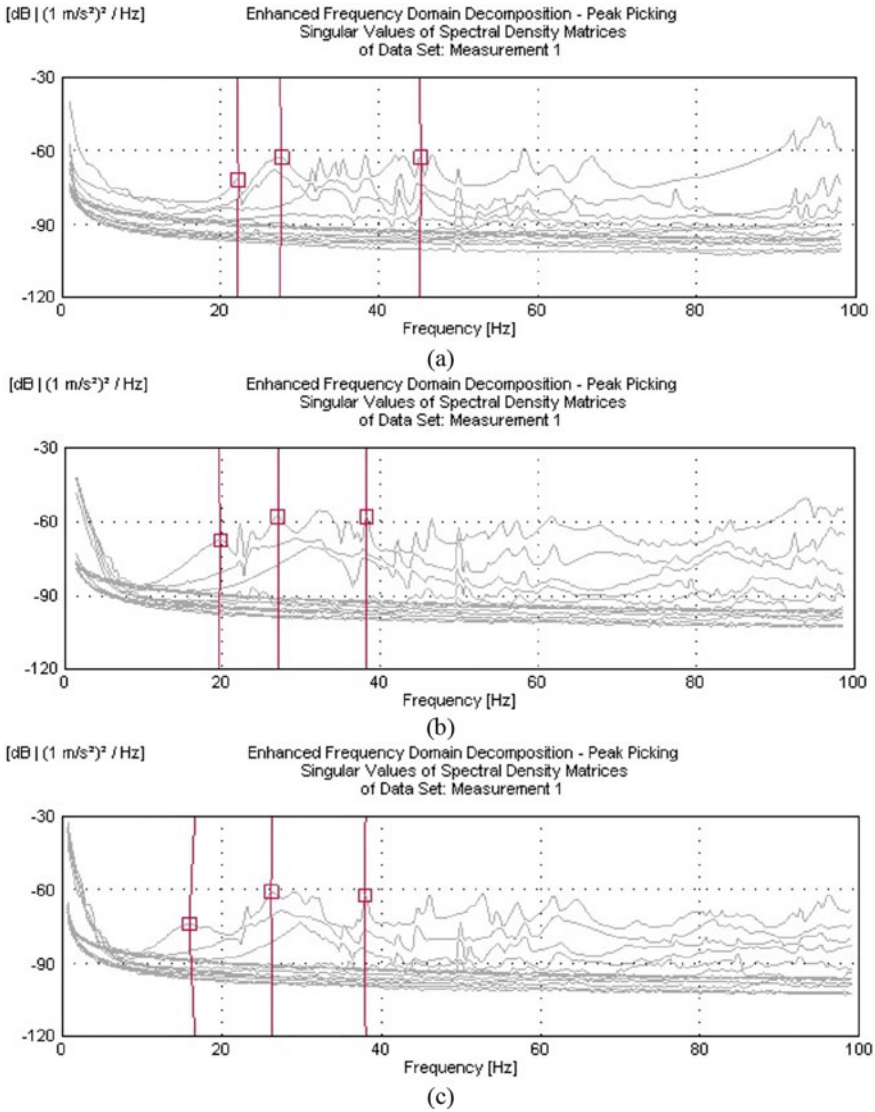 [dB | (1 m/s²)² / Hz]
Enhanced Frequency Domain Decomposition - Peak Picking
Singular Values of Spectral Density Matrices
of Data Set: Measurement 1
-30
-60
-90
-120
0 20 40 60 80 100
Frequency [Hz]
(a)
[dB | (1 m/s²)² / Hz]
Enhanced Frequency Domain Decomposition - Peak Picking
Singular Values of Spectral Density Matrices
of Data Set: Measurement 1
-30
-60
-90
-120
0 20 40 60 80 100
Frequency [Hz]
(b)
[dB | (1 m/s²)² / Hz]
Enhanced Frequency Domain Decomposition - Peak Picking
Singular Values of Spectral Density Matrices
of Data Set: Measurement 1
-30
-60
-90
-120
0 20 40 60 80 100
Frequency [Hz]
(c)